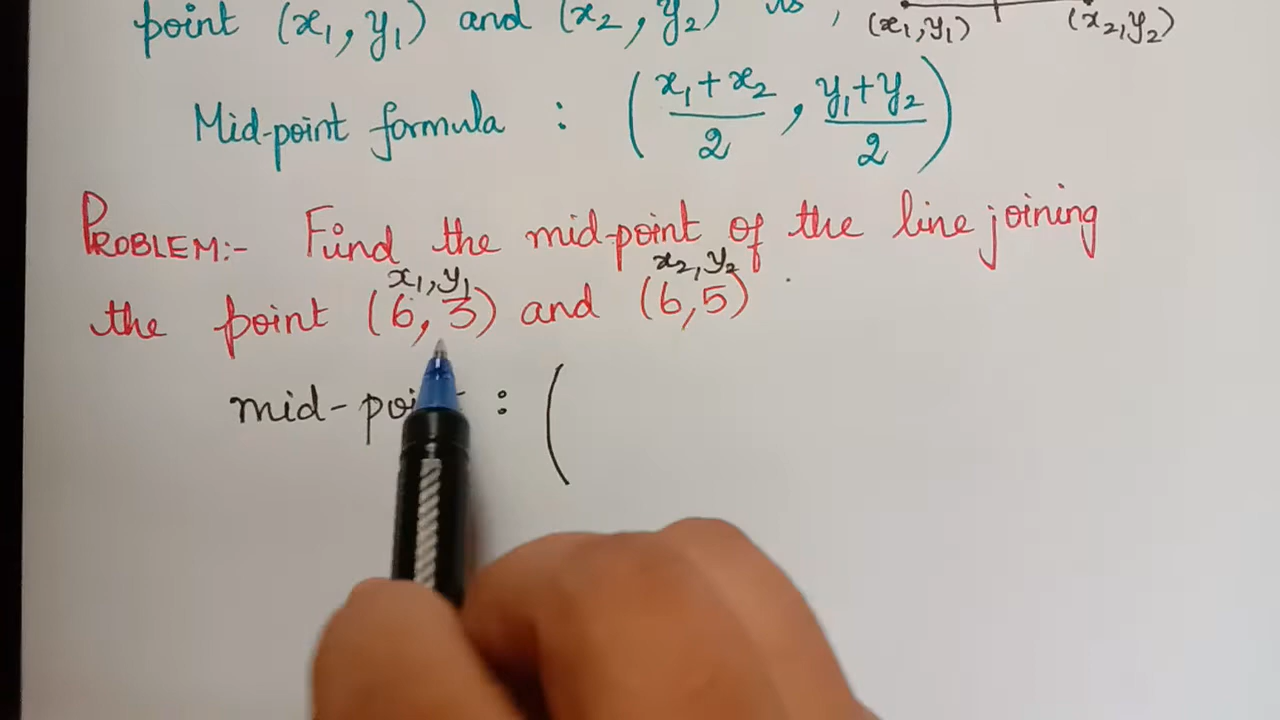 point (x₁, y₁) and (x₂, y₂) is,
(x₁, y₁) (x₂, y₂)
Mid-point formula : (x₁+x₂/2, y₁+y₂/2)
PROBLEM:- Find the mid-point of the line joining
x₁, y₁ x₂, y₂
the point (6, 3) and (6, 5)
mid- : (